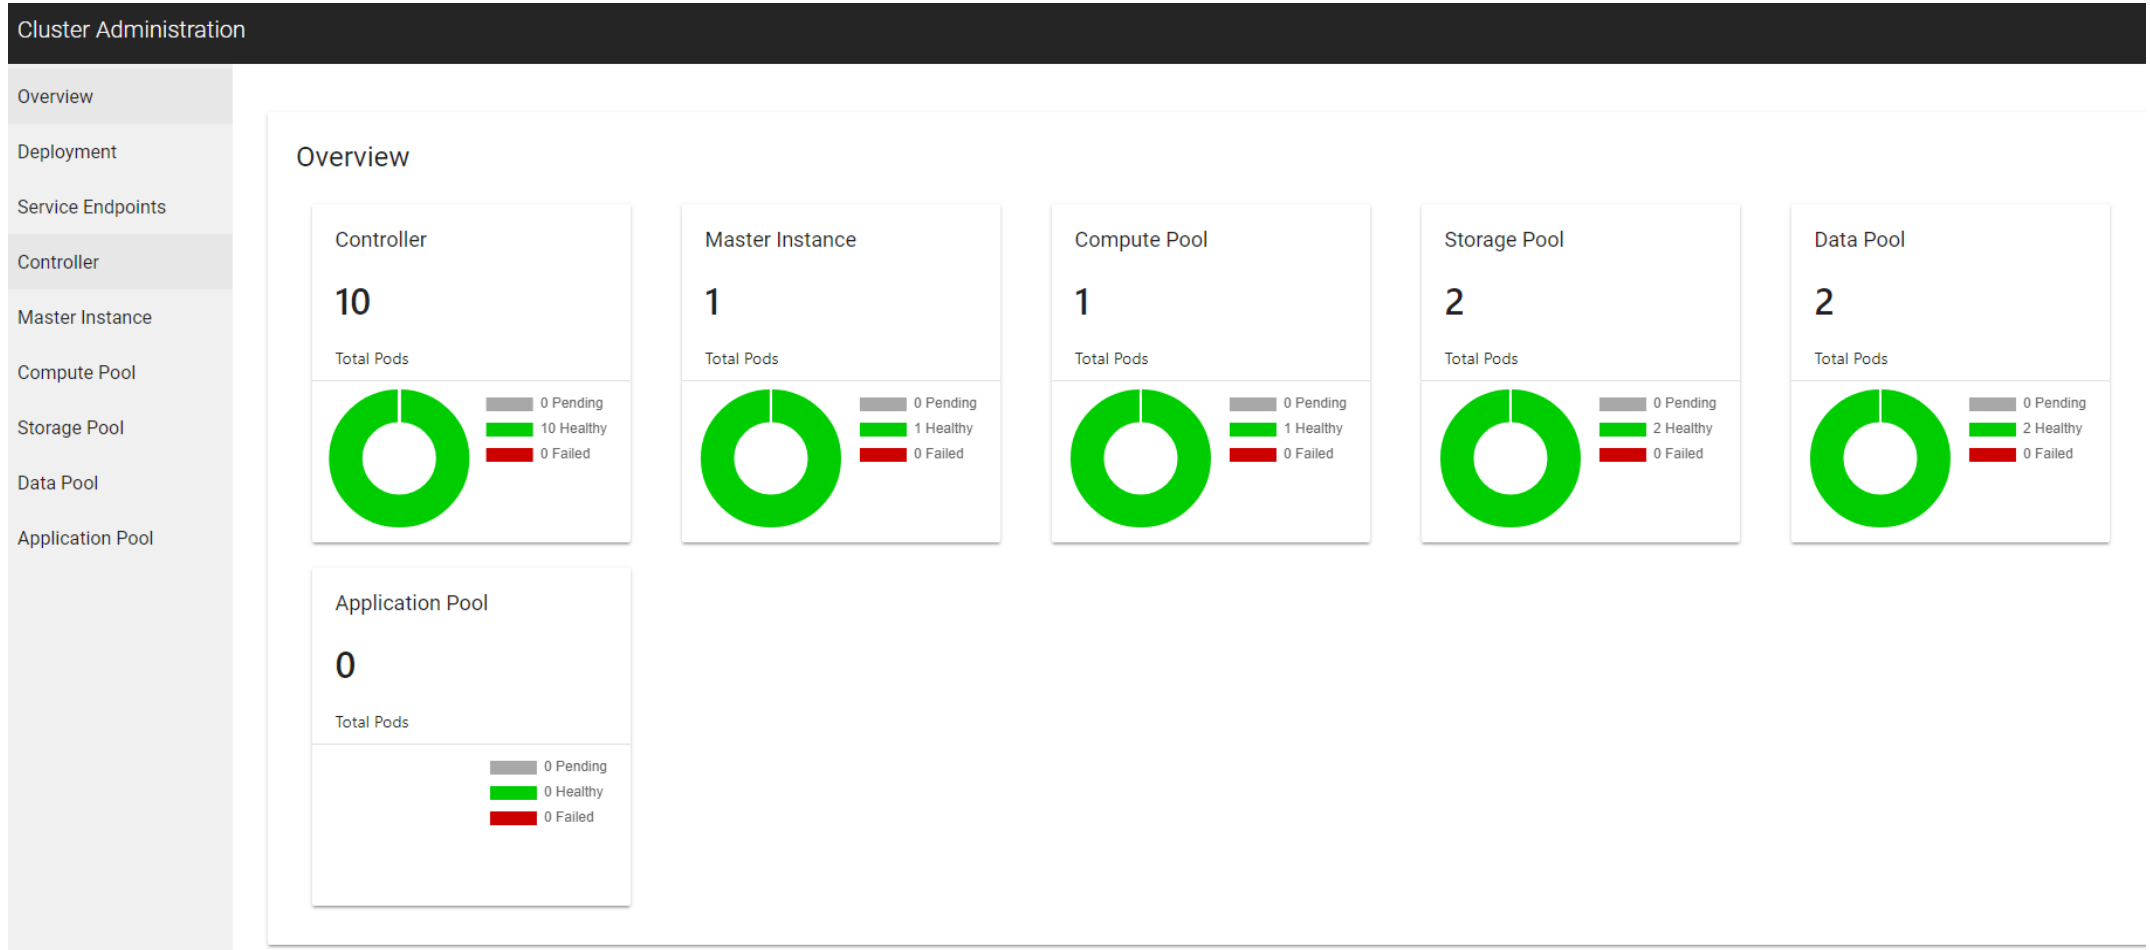 Cluster Administration
Overview
Deployment
Service Endpoints
Controller
Master Instance
Compute Pool
Storage Pool
Data Pool
Application Pool
Overview
Controller
10
Total Pods
0 Pending
10 Healthy
0 Failed
Master Instance
1
Total Pods
0 Pending
1 Healthy
0 Failed
Compute Pool
1
Total Pods
0 Pending
1 Healthy
0 Failed
Storage Pool
2
Total Pods
0 Pending
2 Healthy
0 Failed
Data Pool
2
Total Pods
0 Pending
2 Healthy
0 Failed
Application Pool
0
Total Pods
0 Pending
0 Healthy
0 Failed